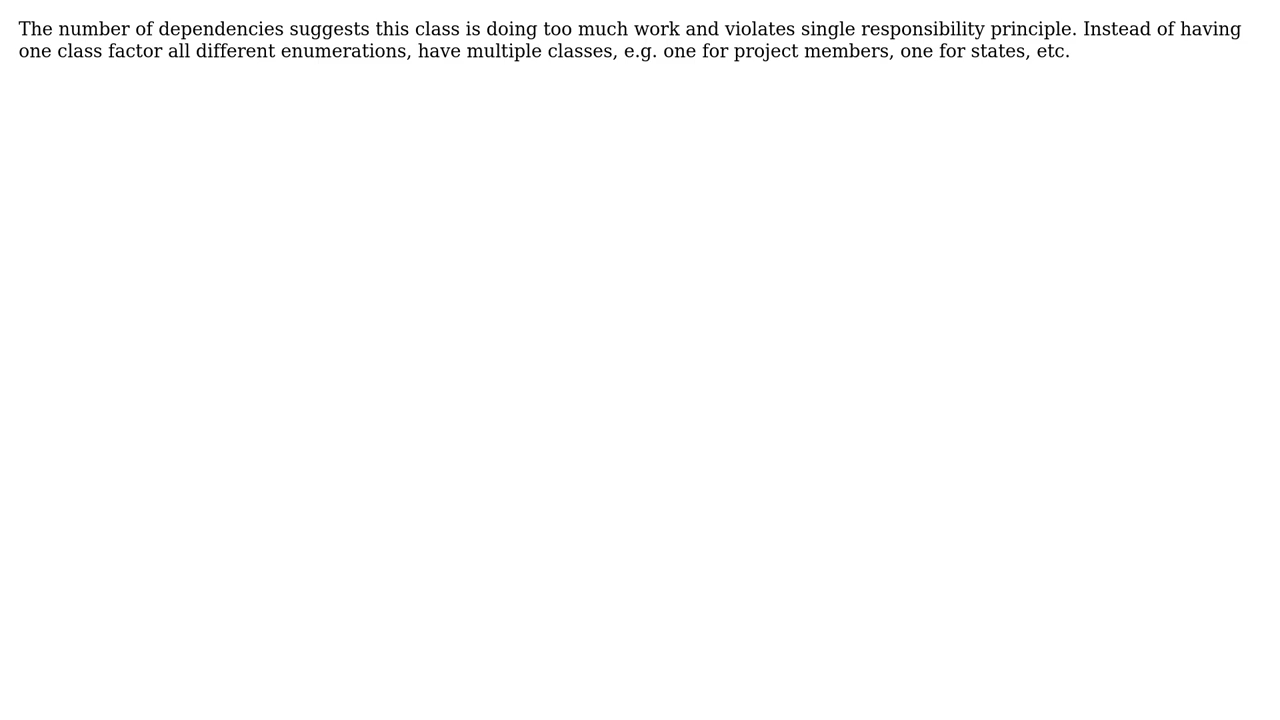 The number of dependencies suggests this class is doing too much work and violates single responsibility principle. Instead of having
one class factor all different enumerations, have multiple classes, e.g. one for project members, one for states, etc.